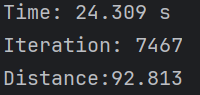 Time: 24.309 s
Iteration: 7467
Distance:92.813